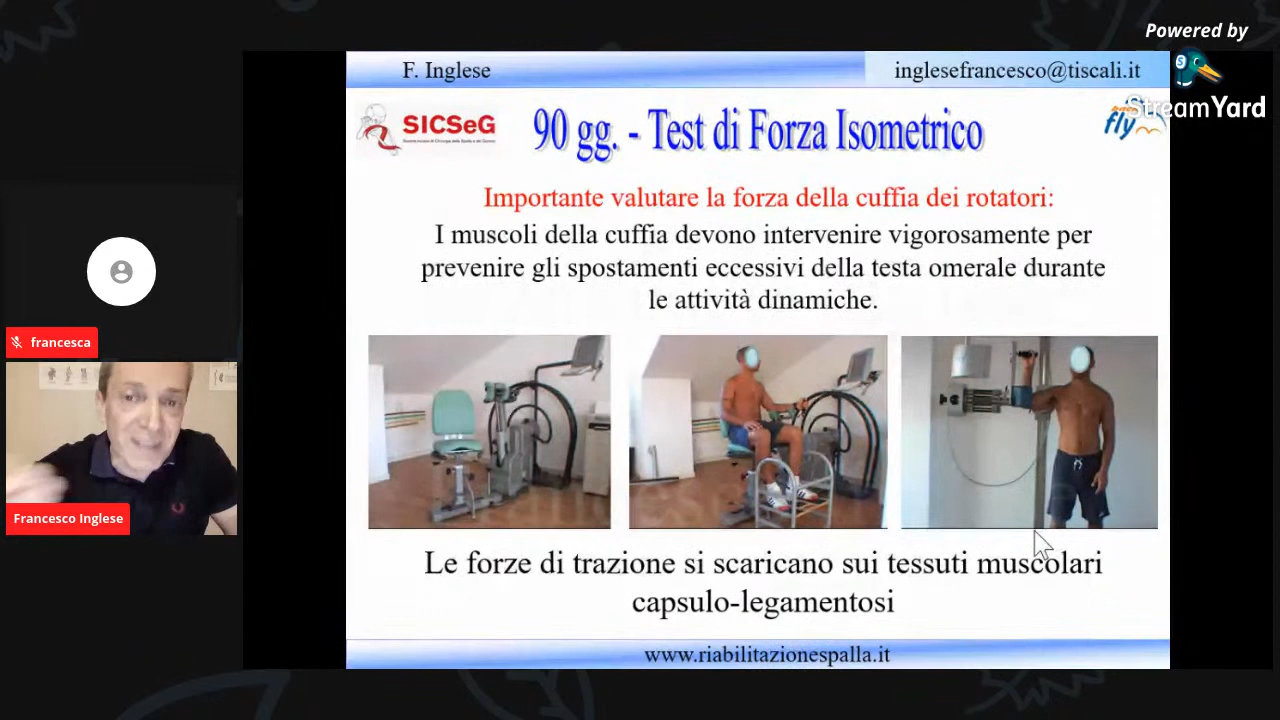 Powered by
StreamYard
F. Inglese
inglesefrancesco@tiscali.it
SICSeG
fly
90 gg. - Test di Forza Isometrico
Importante valutare la forza della cuffia dei rotatori:
I muscoli della cuffia devono intervenire vigorosamente per
prevenire gli spostamenti eccessivi della testa omerale durante
le attività dinamiche.
francesca
Francesco Inglese
Le forze di trazione si scaricano sui tessuti muscolari
capsulo-legamentosi
www.riabilitazionespalla.it